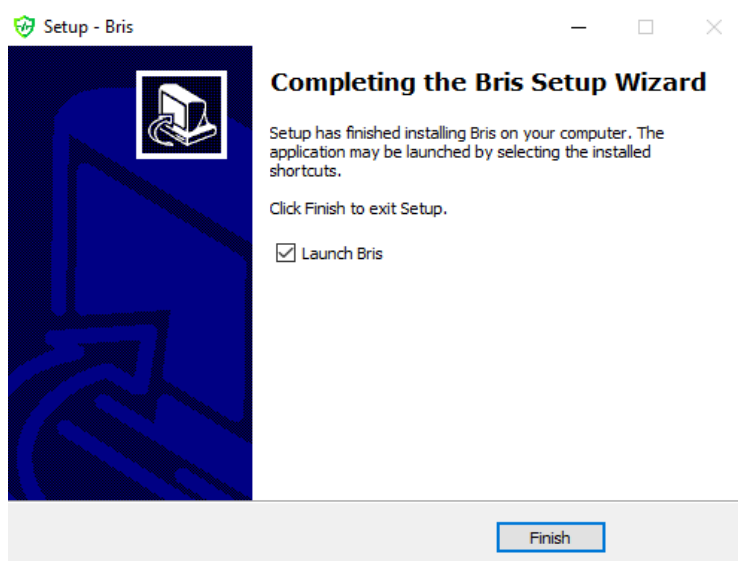 Setup - Bris
Completing the Bris Setup Wizard
Setup has finished installing Bris on your computer. The
application may be launched by selecting the installed
shortcuts.
Click Finish to exit Setup.
Launch Bris
Finish